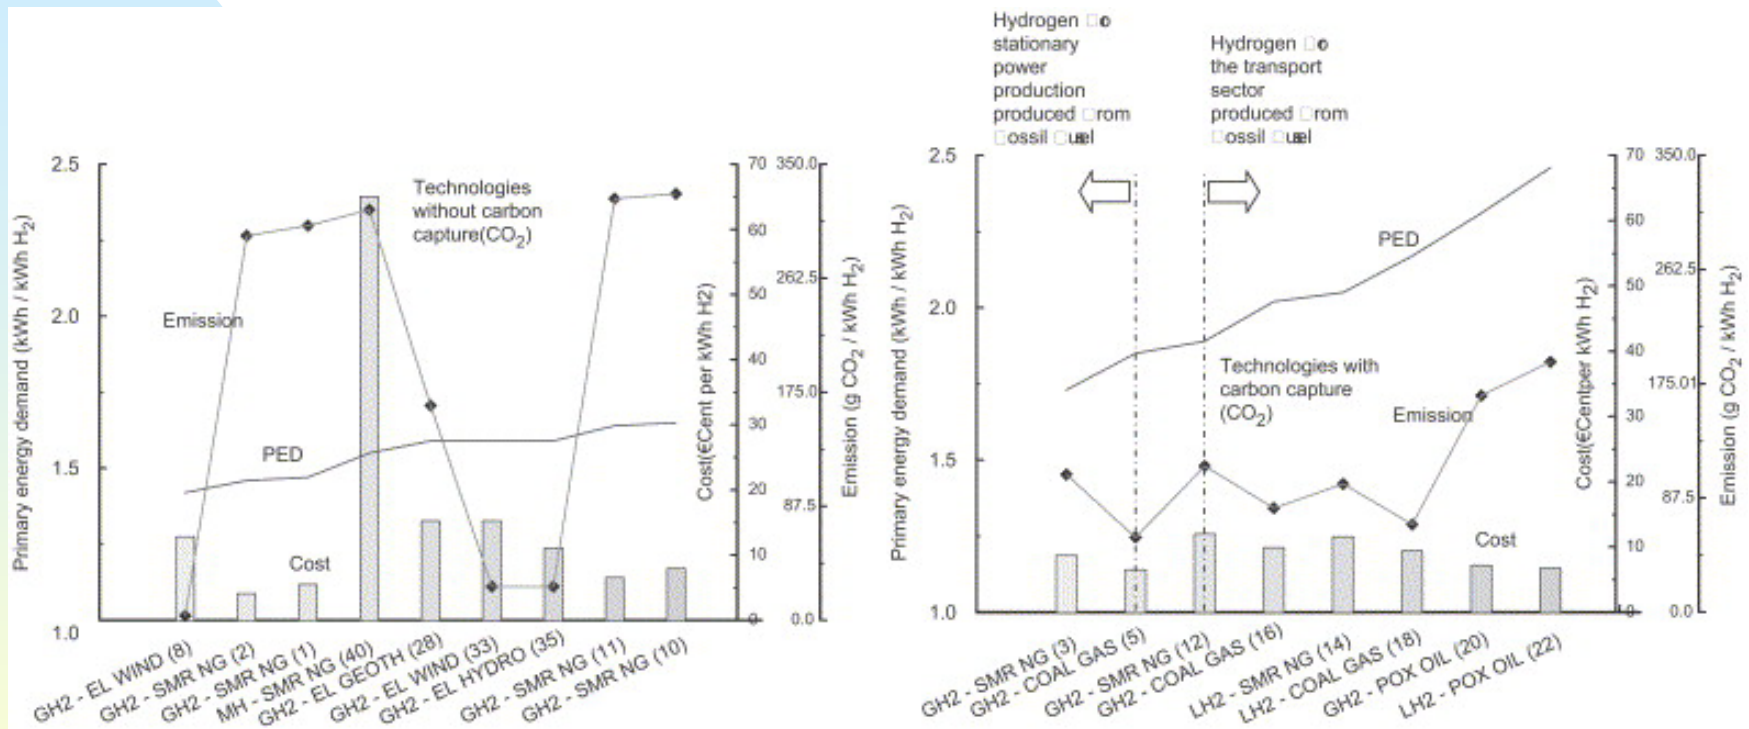 2.5
2.0
1.5
1.0
Primary energy demand (kWh / kWh H2)
Technologies
without carbon
capture(CO2)
Emission
PED
Cost
70
60
50
40
30
20
10
0
Cost(€Cent per kWh H2)
350.0
262.5
175.0
87.5
0.0
Emission (g CO2 / kWh H2)
GH2 - EL WIND (8)
GH2 - SMR NG (2)
GH2 - SMR NG (1)
MH - SMR NG (40)
GH2 - EL GEOTH (28)
GH2 - EL WIND (33)
GH2 - EL HYDRO (35)
GH2 - SMR NG (11)
GH2 - SMR NG (10)
Hydrogen
stationary
power
production
produced
Hydrogen
the transport
sector
produced
2.5
2.0
1.5
1.0
Primary energy demand (kWh / kWh H2)
PED
Technologies with
carbon capture
(CO2)
Emission
Cost
70
60
50
40
30
20
10
0
Cost(€Centper kWh H2)
350.0
262.5
175.01
87.5
0.0
Emission (g CO2 / kWh H2)
GH2 - SMR NG (3)
GH2 - COAL GAS (5)
GH2 - SMR NG (12)
GH2 - COAL GAS (16)
LH2 - SMR NG (14)
LH2 - COAL GAS (18)
GH2 - POX OIL (20)
LH2 - POX OIL (22)